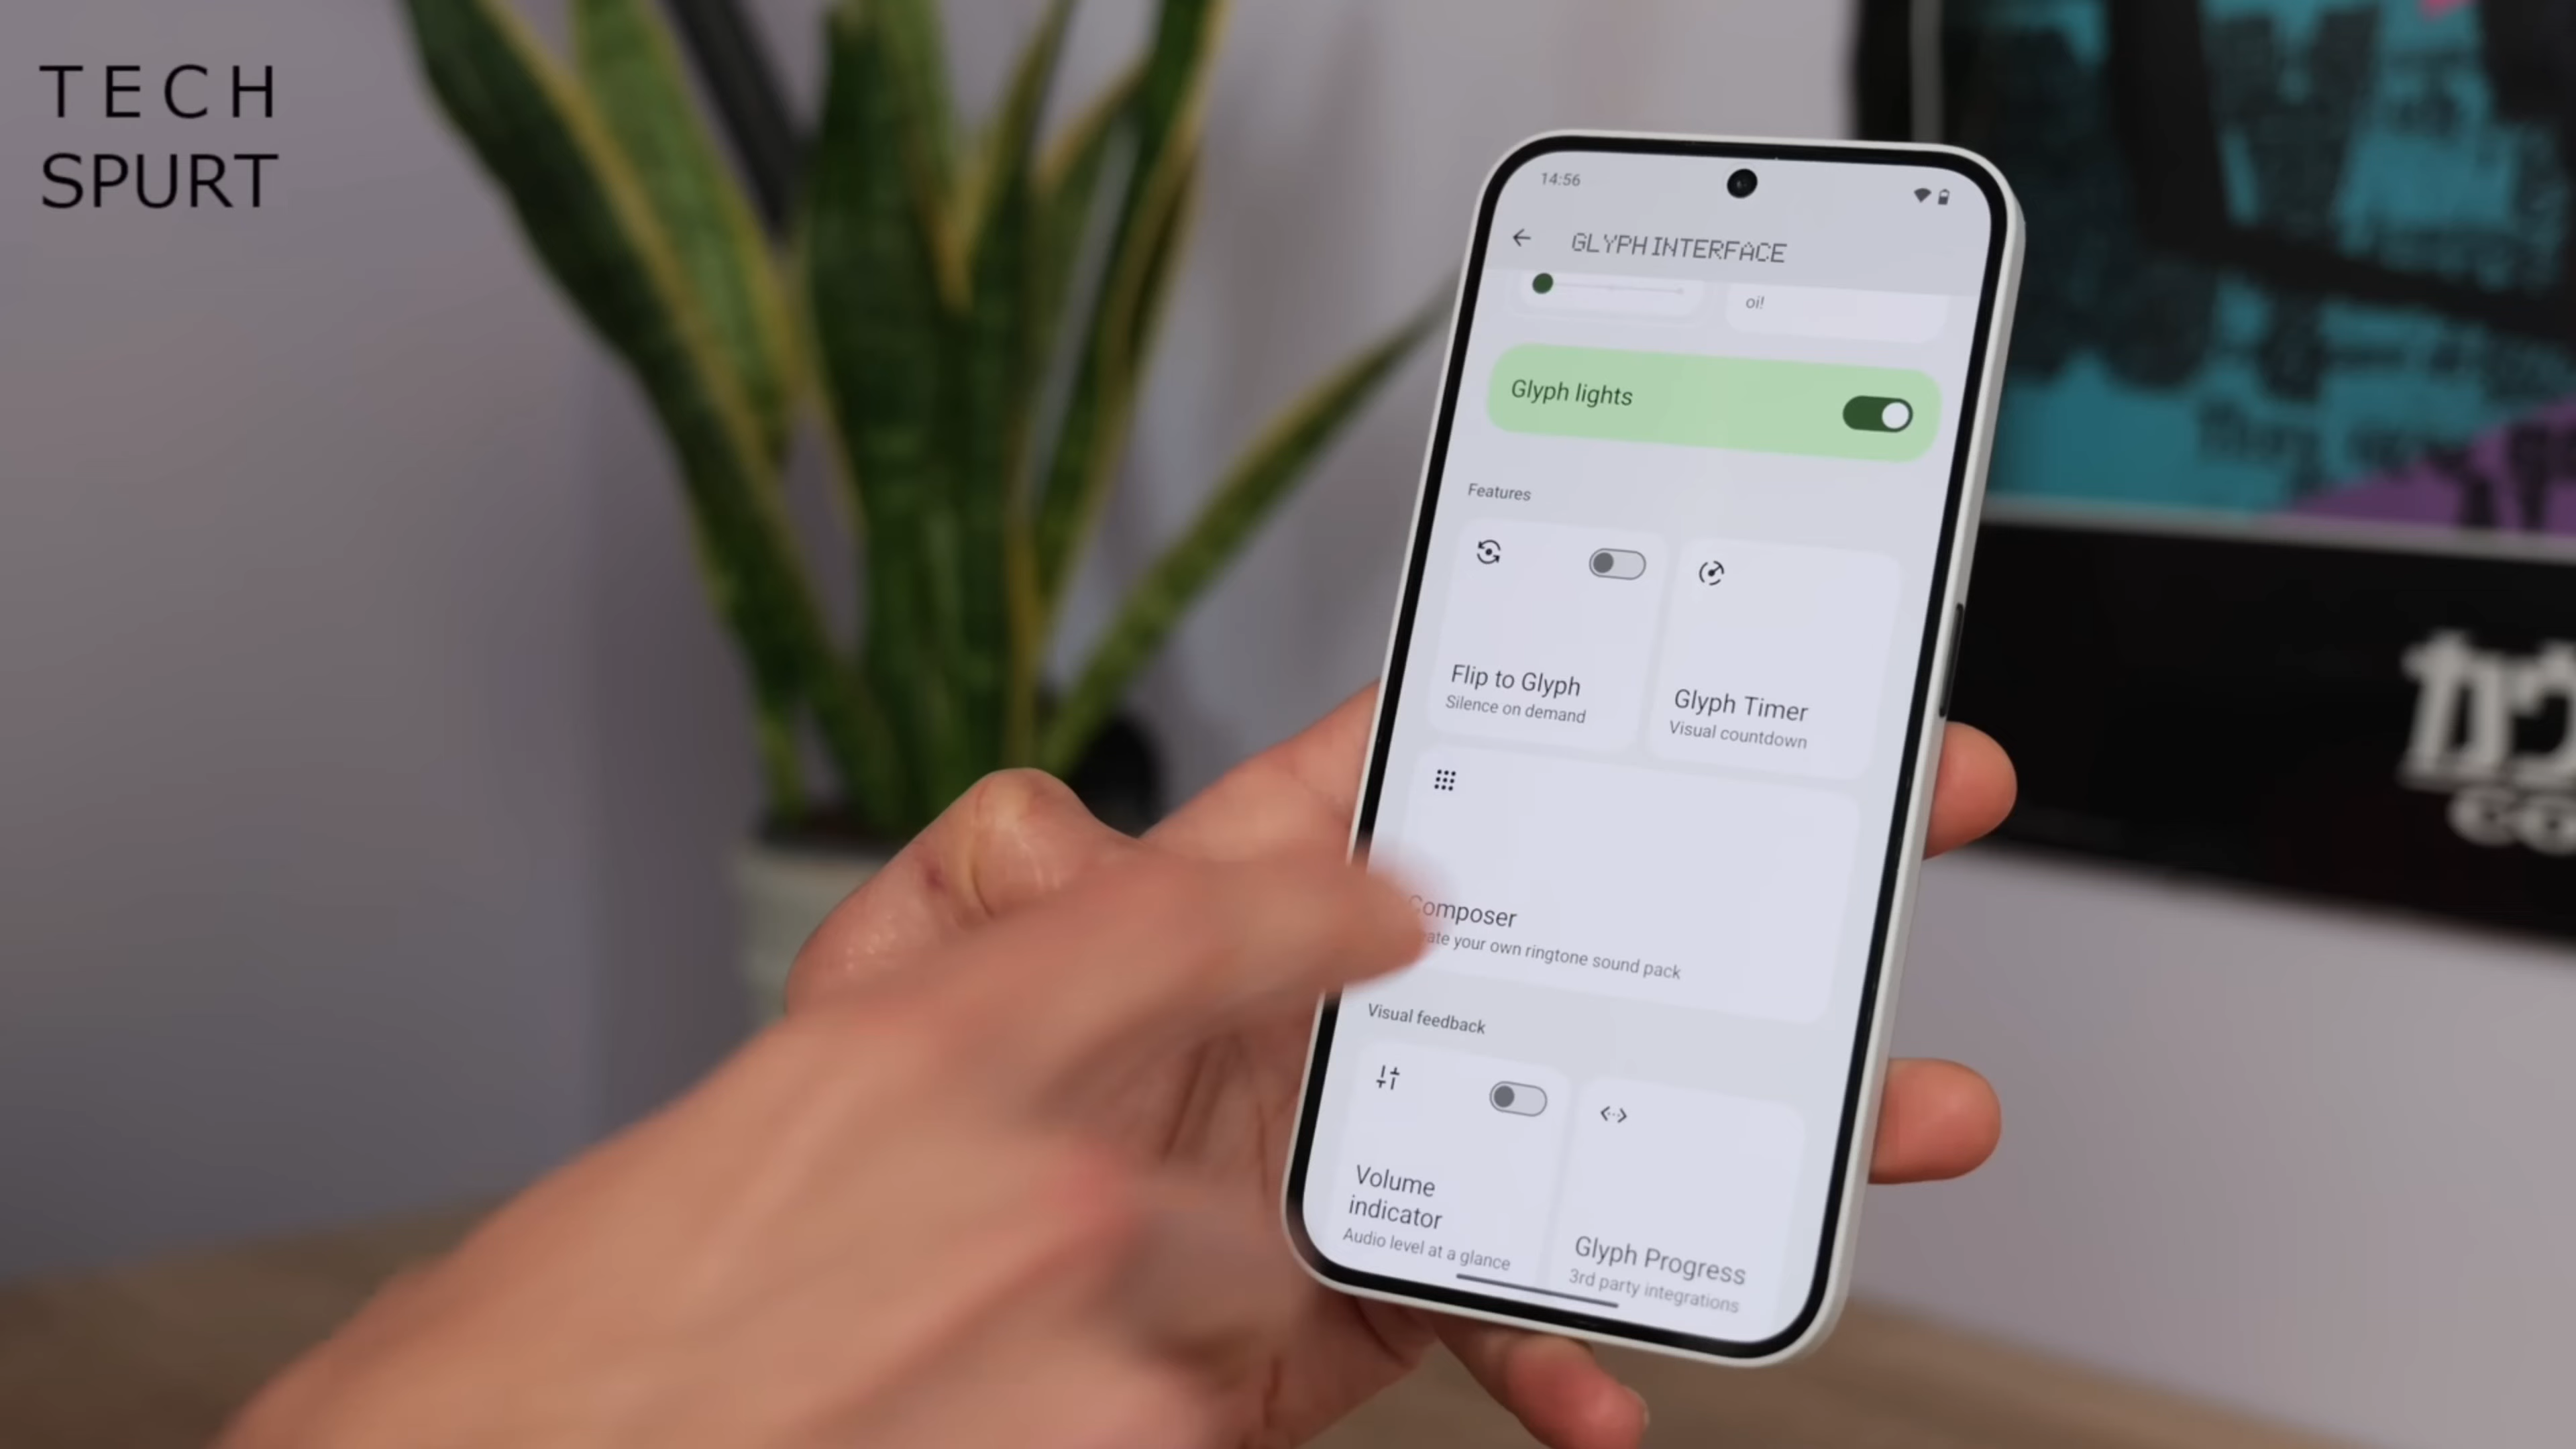 TECH
SPURT
14:56
GLYPH INTERFACE
oi!
Glyph lights
Features
Flip to Glyph
Silence on demand
Glyph Timer
Visual countdown
Composer
ate your own ringtone sound pack
Visual feedback
Volume
indicator
Audio level at a glance
Glyph Progress
3rd party integrations